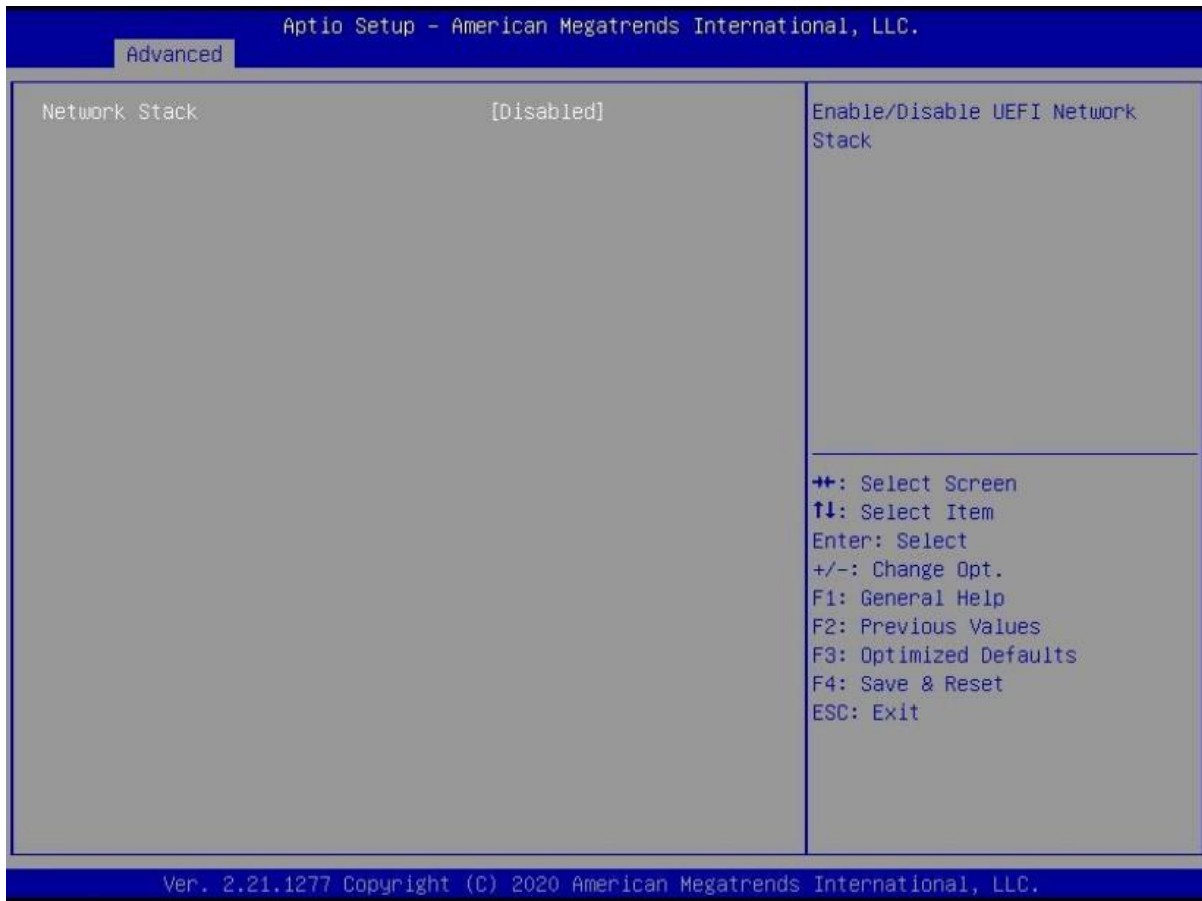 Aptio Setup – American Megatrends International, LLC.
Advanced
Network Stack [Disabled]
Enable/Disable UEFI Network
Stack
→←: Select Screen
↑↓: Select Item
Enter: Select
+/-: Change Opt.
F1: General Help
F2: Previous Values
F3: Optimized Defaults
F4: Save & Reset
ESC: Exit
Ver. 2.21.1277 Copyright (C) 2020 American Megatrends International, LLC.